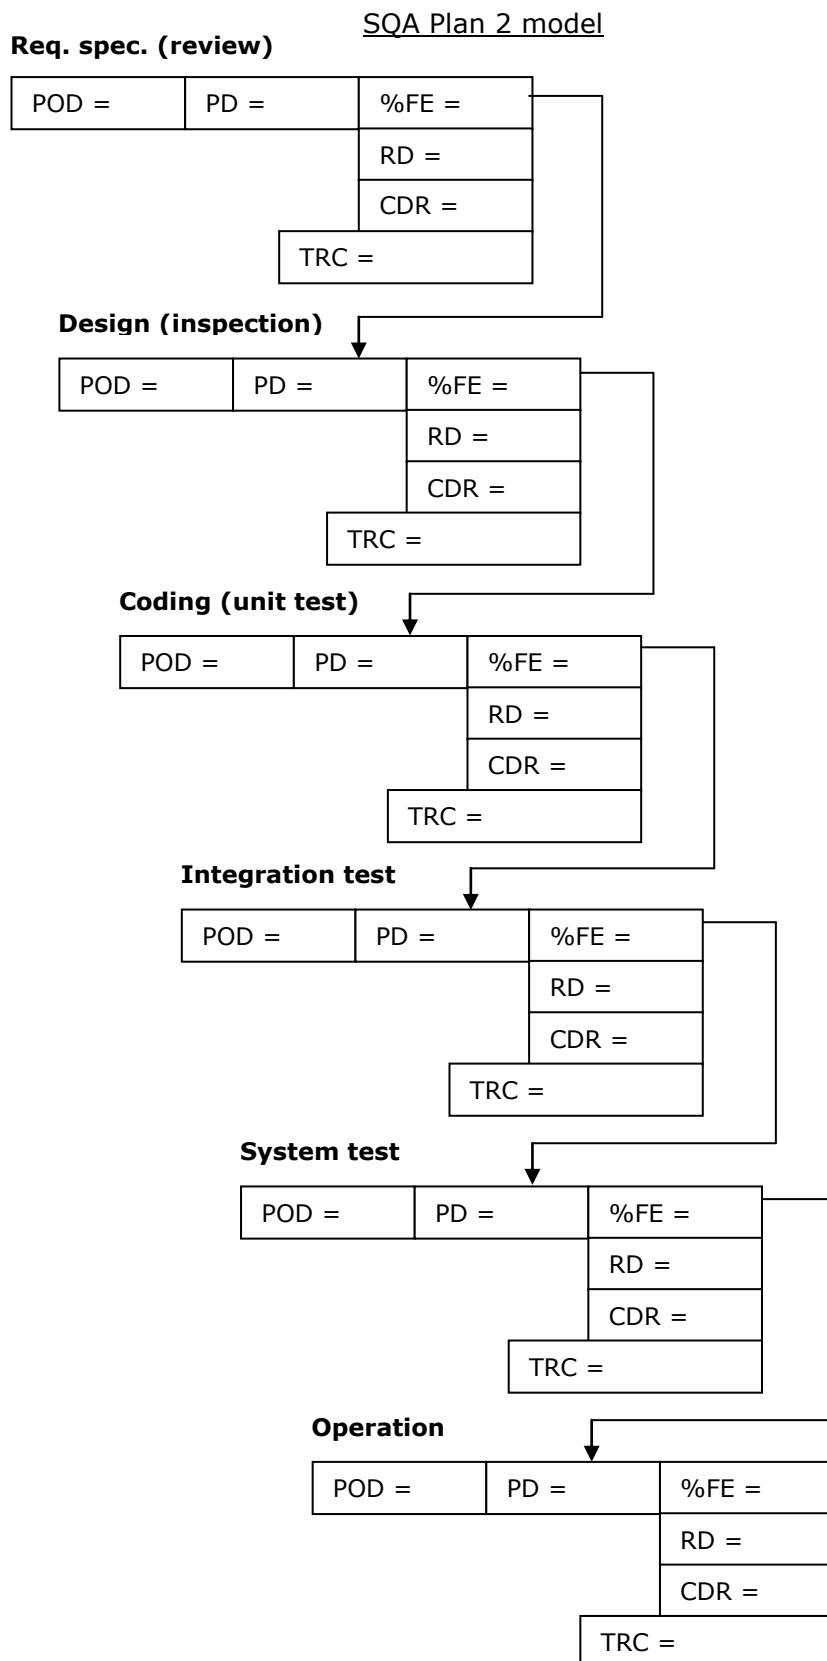 SQA Plan 2 model
Req. spec. (review)
POD = PD = %FE =
RD =
CDR =
TRC =
Design (inspection)
POD = PD = %FE =
RD =
CDR =
TRC =
Coding (unit test)
POD = PD = %FE =
RD =
CDR =
TRC =
Integration test
POD = PD = %FE =
RD =
CDR =
TRC =
System test
POD = PD = %FE =
RD =
CDR =
TRC =
Operation
POD = PD = %FE =
RD =
CDR =
TRC =